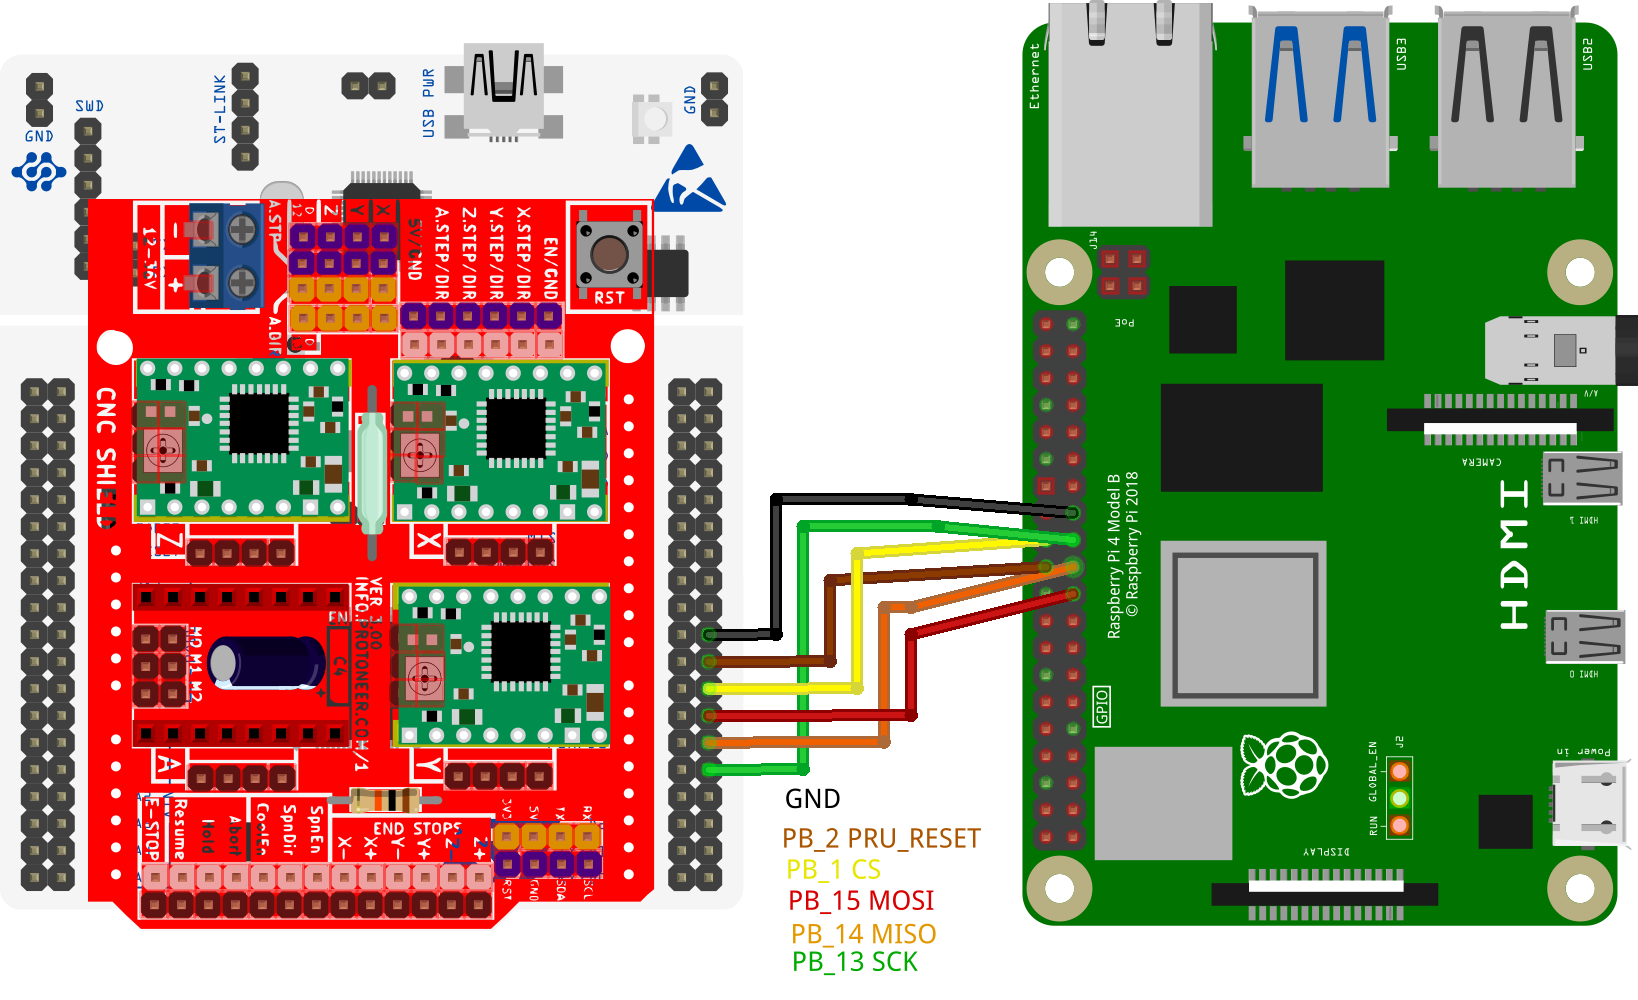 SWD
GND
ST-LINK
USB PWR
GND
12-36V
-
+
A.STP
12
D
Z
Y
X
5V/GND
A.STEP/DIR
Z.STEP/DIR
Y.STEP/DIR
X.STEP/DIR
EN/GND
RST
A.DIR
D
CNC SHIELD
Z
X
VER 3.00
INFO.PROTONEER.COM/1
EN
M0 M1 M2
C4
+
A
Y
E-STOP
Resume
Hold
Abort
CoolEn
SpnDir
SpnEn
END STOPS
X-
X+
Y-
Y+
Z-
Z+
RST
GND
SDA
SCL
GND
PB_2 PRU_RESET
PB_1 CS
PB_15 MOSI
PB_14 MISO
PB_13 SCK
Ethernet
USB3
USB2
J14
PoE
A/V
CAMERA
HDMI 1
HDMI
HDMI 0
Raspberry Pi 4 Model B
© Raspberry Pi 2018
GPIO
J2
GLOBAL_EN
RUN
Power in
DISPLAY